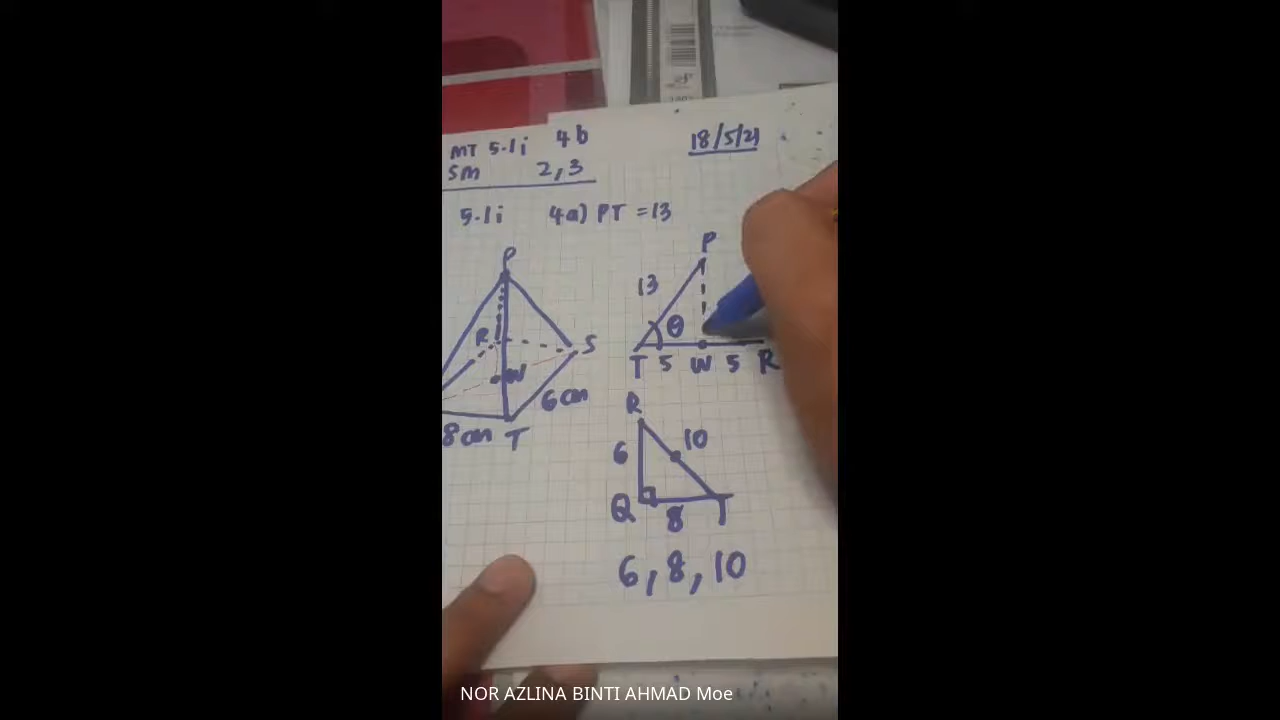 MT 5.1i 4b 18/5/21
SM 2,3
5.1i 4a) PT = 13
P
R
S
W
6 cm
8 cm T
P
13
θ
T 5 W 5 R
R
6 10
Q 8 T
6, 8, 10
NOR AZLINA BINTI AHMAD Moe